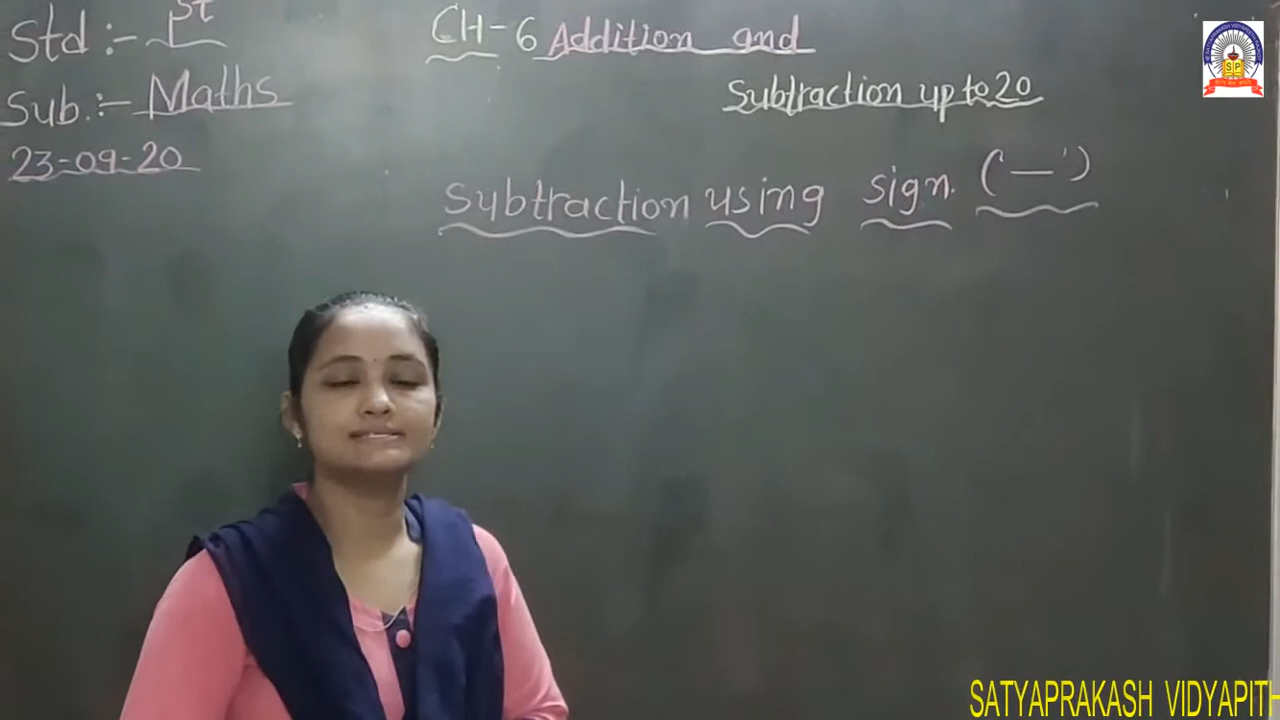 Std :- 1st
CH-6 Addition and
Subtraction up to 20
Sub. :- Maths
23-09-20
Subtraction using sign. ('—')
SP
SATYAPRAKASH VIDYAPITH